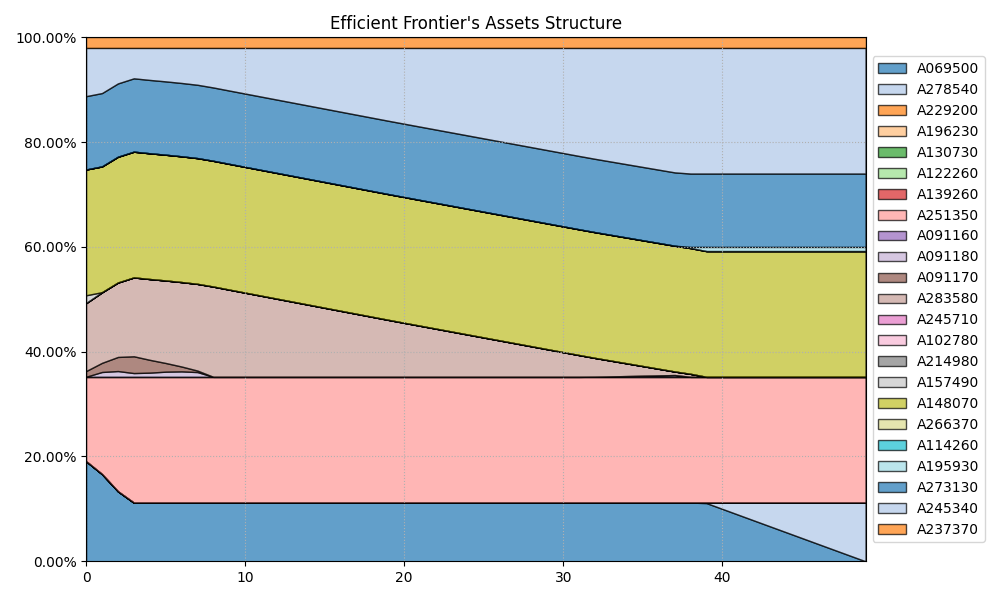 Efficient Frontier's Assets Structure
100.00%
80.00%
60.00%
40.00%
20.00%
0.00%
0
10
20
30
40
A069500
A278540
A229200
A196230
A130730
A122260
A139260
A251350
A091160
A091180
A091170
A283580
A245710
A102780
A214980
A157490
A148070
A266370
A114260
A195930
A273130
A245340
A237370